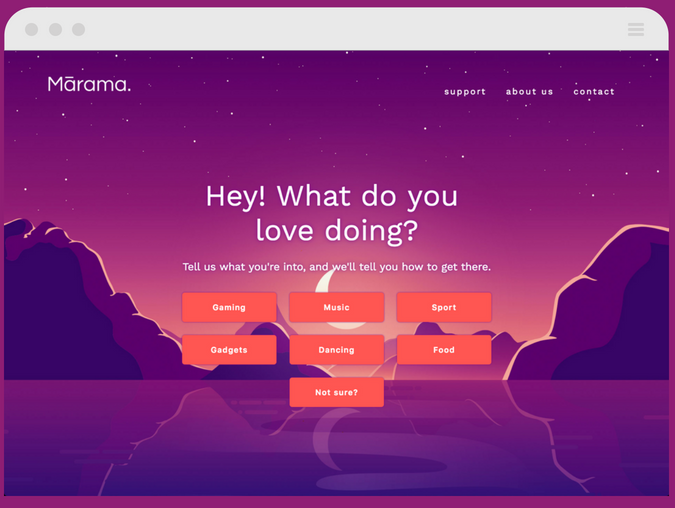 Mārama.
support about us contact
Hey! What do you
love doing?
Tell us what you're into, and we'll tell you how to get there.
Gaming Music Sport
Gadgets Dancing Food
Not sure?